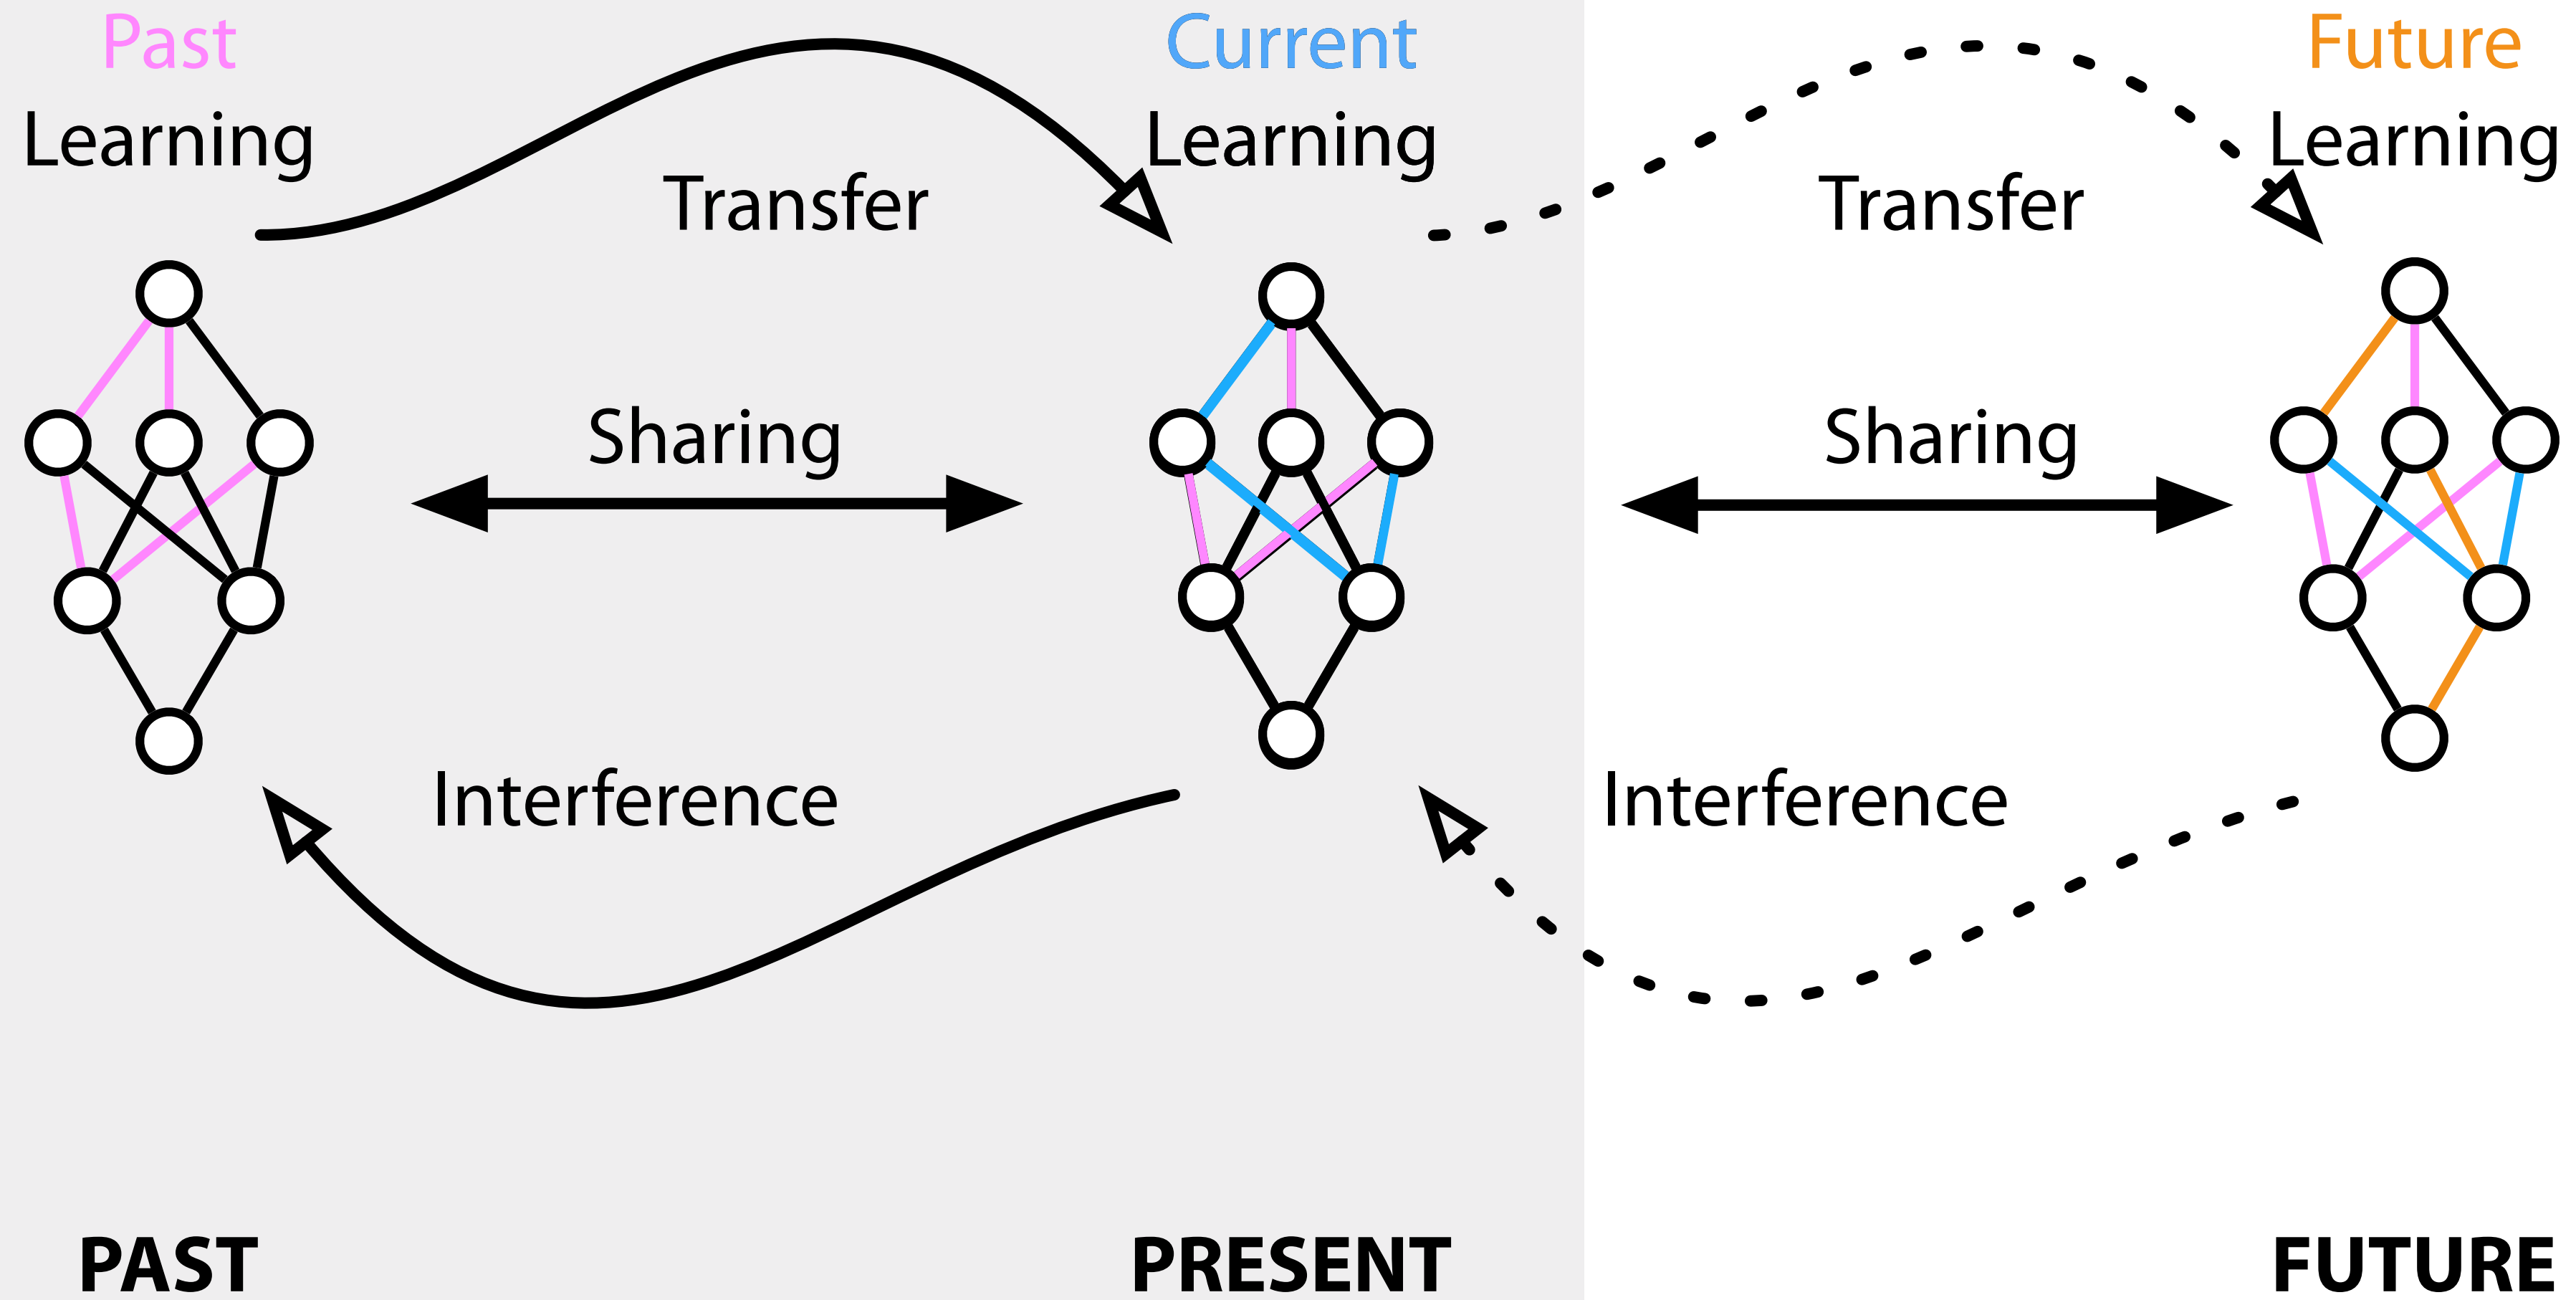 Past
Learning
Current
Learning
Future
Learning
Transfer
Transfer
Sharing
Sharing
Interference
Interference
PAST
PRESENT
FUTURE